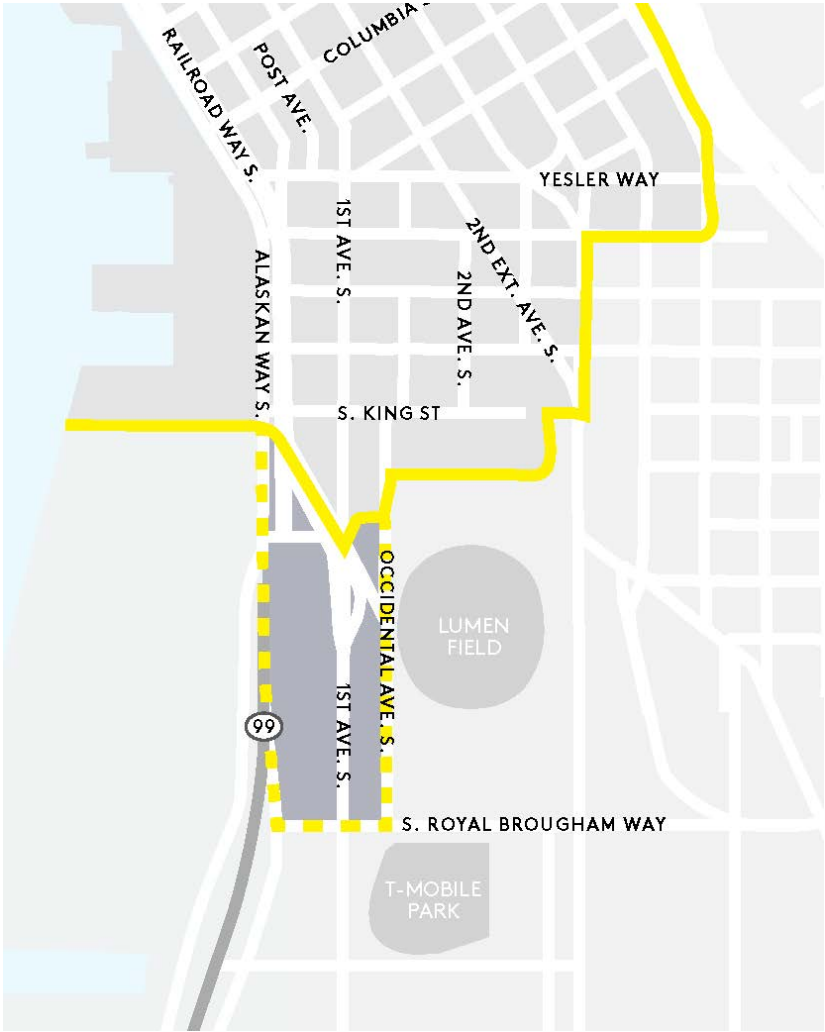 COLUMBIA
POST AVE.
RAILROAD WAY S.
YESLER WAY
1ST AVE. S.
2ND EXT. AVE. S.
ALASKAN WAY S.
2ND AVE. S.
S. KING ST
OCCIDENTAL AVE. S.
LUMEN
FIELD
1ST AVE. S.
99
S. ROYAL BROUGHAM WAY
T-MOBILE
PARK